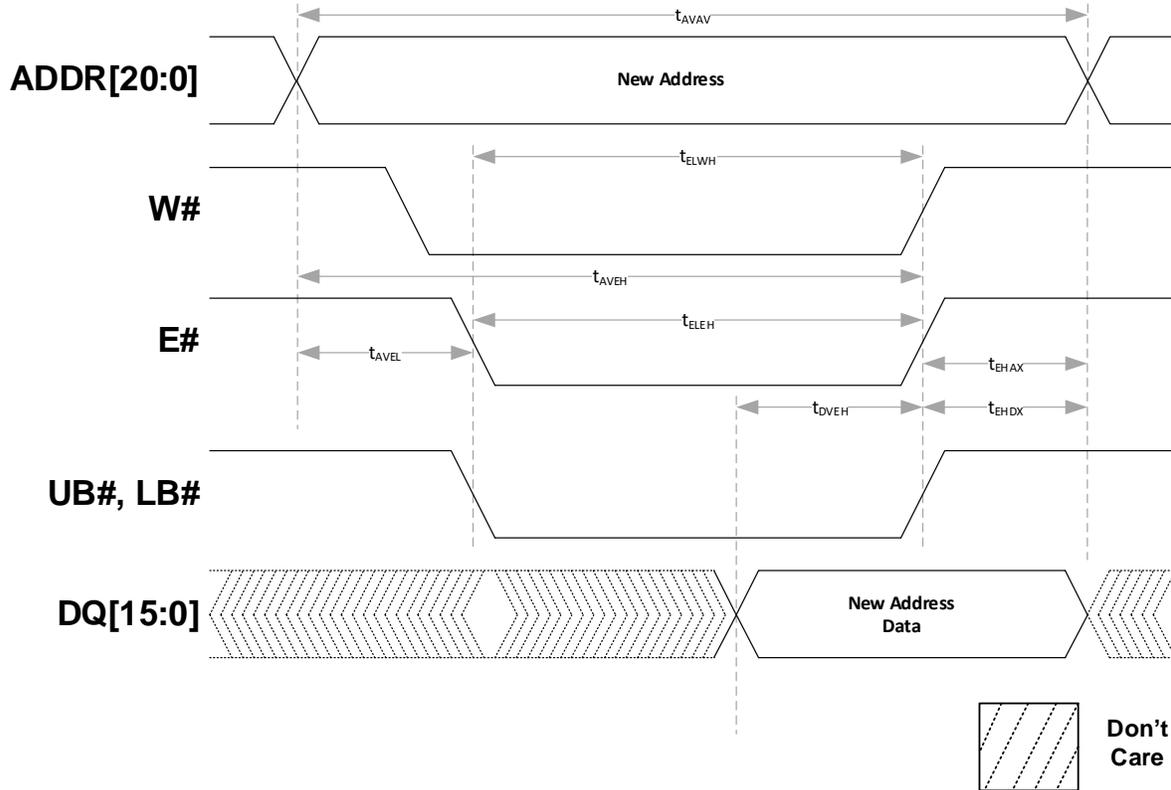 tAVAV
ADDR[20:0]
New Address
tELWH
W#
tAVEH
tELEH
E#
tAVEL
tEHAX
tDVEH
tEHDX
UB#, LB#
DQ[15:0]
New Address
Data
Don't
Care